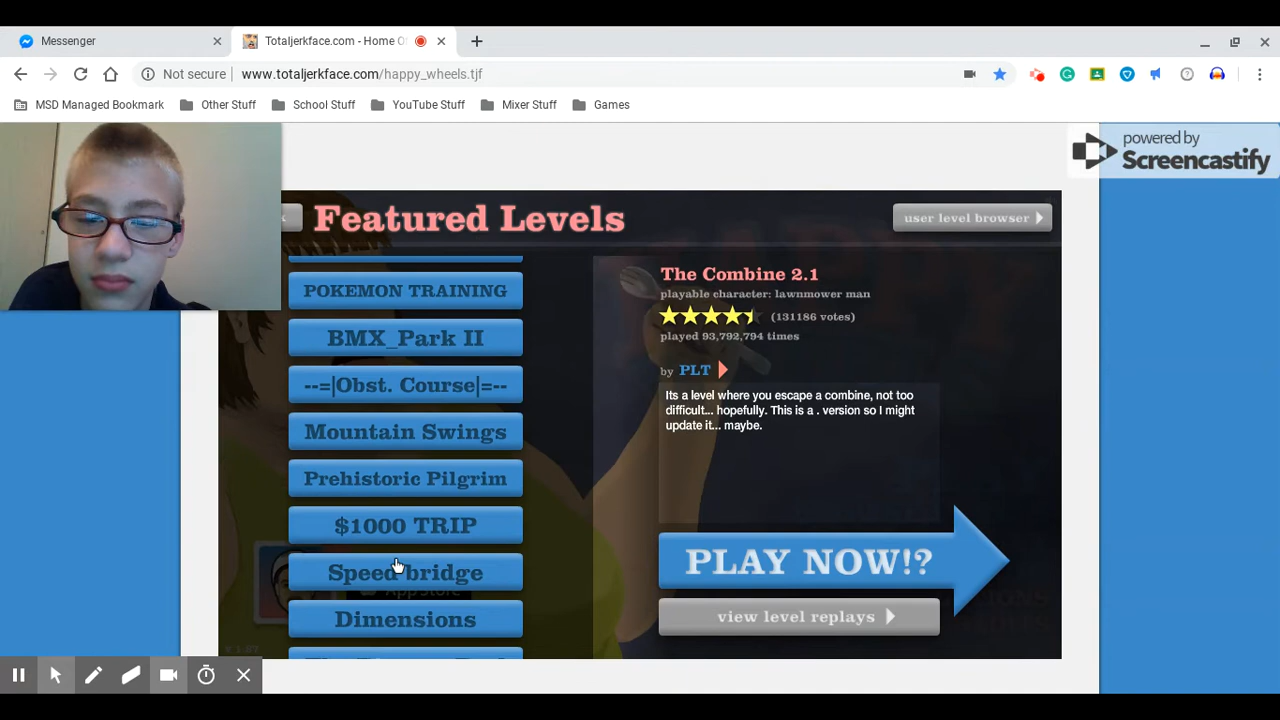 Messenger
Totaljerkface.com - Home O
Not secure
www.totaljerkface.com/happy_wheels.tjf
MSD Managed Bookmark
Other Stuff
School Stuff
YouTube Stuff
Mixer Stuff
Games
powered by
Screencastify
Featured Levels
user level browser
POKEMON TRAINING
BMX_Park II
--=|Obst. Course|=--
Mountain Swings
Prehistoric Pilgrim
$1000 TRIP
Speed bridge
Dimensions
The Combine 2.1
playable character: lawnmower man
(131186 votes)
played 93,792,794 times
by PLT
Its a level where you escape a combine, not too
difficult... hopefully. This is a . version so I might
update it... maybe.
PLAY NOW!?
view level replays